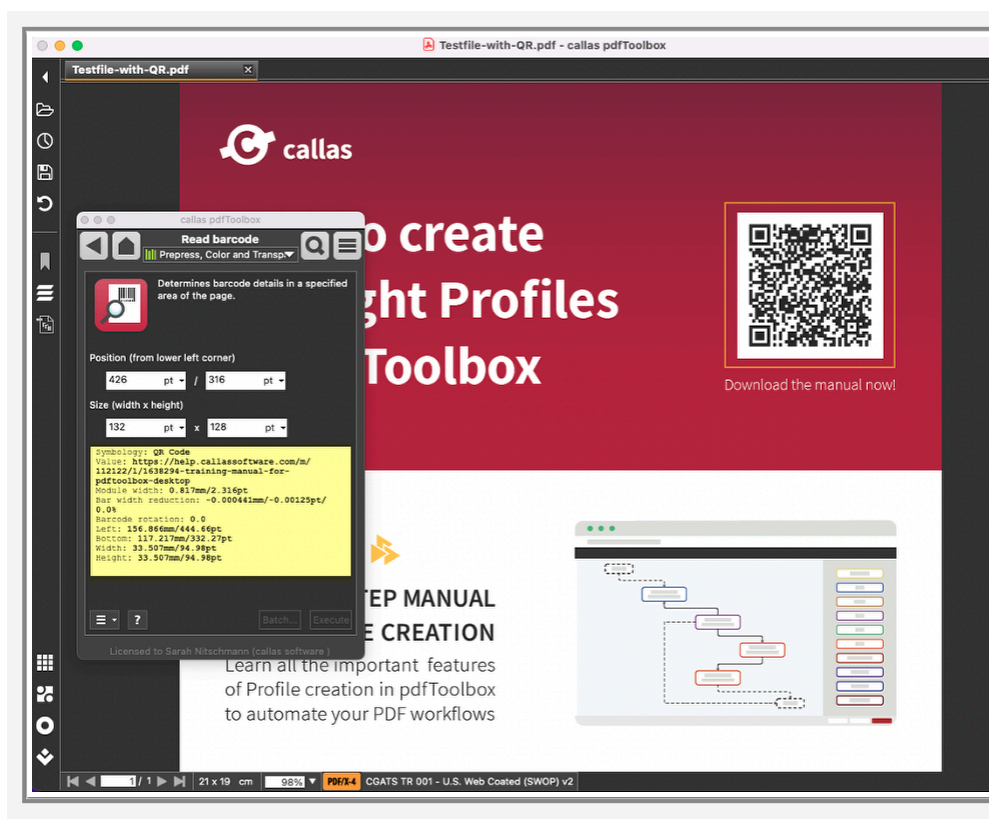 Testfile-with-QR.pdf - callas pdfToolbox
Testfile-with-QR.pdf
callas
o create
ght Profiles
Toolbox
Download the manual now!
callas pdfToolbox
Read barcode
Prepress, Color and Transp
Determines barcode details in a specified
area of the page.
Position (from lower left corner)
426 pt / 316 pt
Size (width x height)
132 pt x 128 pt
Symbology: QR Code
Value: https://help.callassoftware.com/m/
112122/1/1638294-training-manual-for-
pdftoolbox-desktop
Module width: 0.817mm/2.316pt
Bar width reduction: -0.000441mm/-0.00125pt/
0.0%
Barcode rotation: 0.0
Left: 156.866mm/444.66pt
Bottom: 117.217mm/332.27pt
Width: 33.507mm/94.98pt
Height: 33.507mm/94.98pt
? Batch... Execute
Licensed to Sarah Nitschmann (callas software )
TEP MANUAL
E CREATION
Learn all the important features
of Profile creation in pdfToolbox
to automate your PDF workflows
1 / 1 21 x 19 cm 98% PDF/X-4 CGATS TR 001 - U.S. Web Coated (SWOP) v2